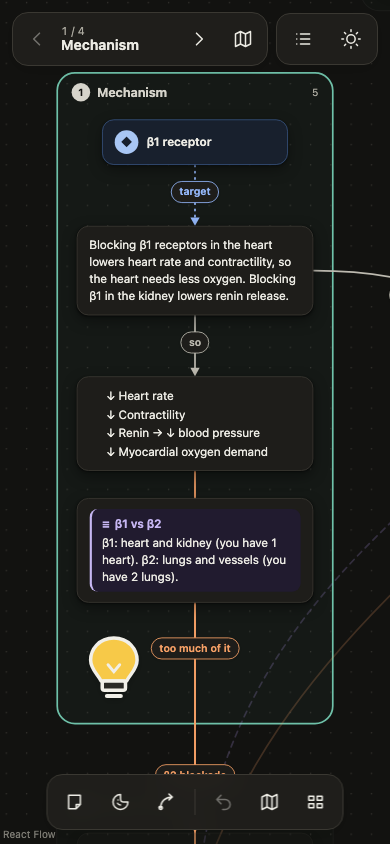 1 / 4
Mechanism
1 Mechanism 5
β1 receptor
target
Blocking β1 receptors in the heart
lowers heart rate and contractility, so
the heart needs less oxygen. Blocking
β1 in the kidney lowers renin release.
so
↓ Heart rate
↓ Contractility
↓ Renin → ↓ blood pressure
↓ Myocardial oxygen demand
≡ β1 vs β2
β1: heart and kidney (you have 1
heart). β2: lungs and vessels (you
have 2 lungs).
too much of it
React Flow